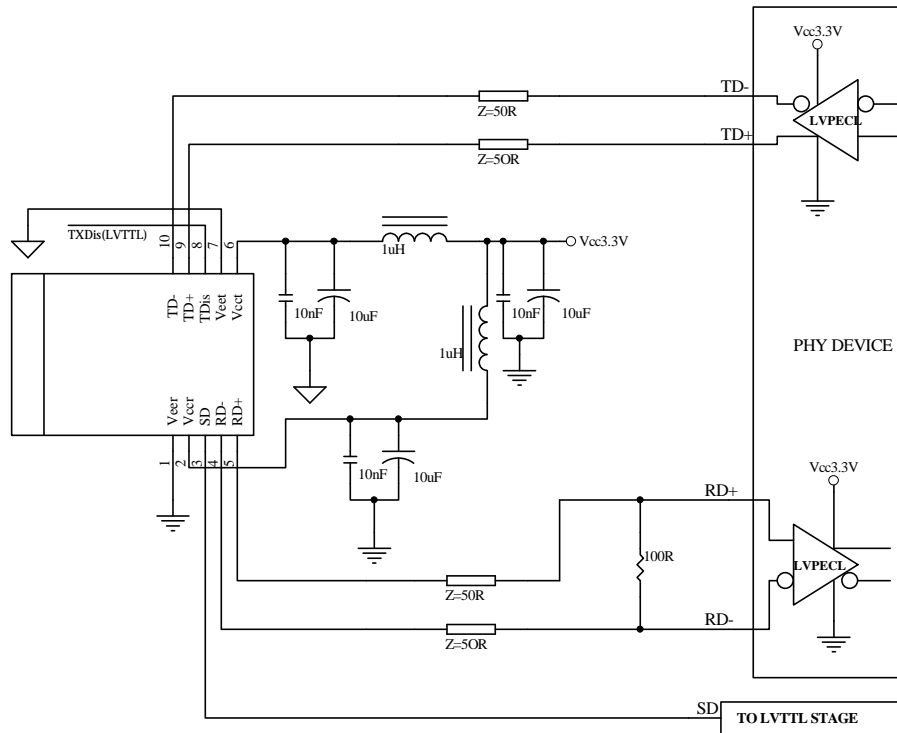 Vcc3.3V
TD-
LVPECL
Z=50R
TD+
Z=5OR
TXDis(LVTTL)
10
9
8
7
6
Vcc3.3V
1uH
TD-
TD+
TDis
Veet
Vcct
10nF
10uF
10nF
10uF
1uH
PHY DEVICE
Veer
Vccr
SD
RD-
RD+
1
2
3
4
5
10nF
10uF
Vcc3.3V
RD+
100R
LVPECL
Z=50R
RD-
Z=5OR
SD
TO LVTTL STAGE